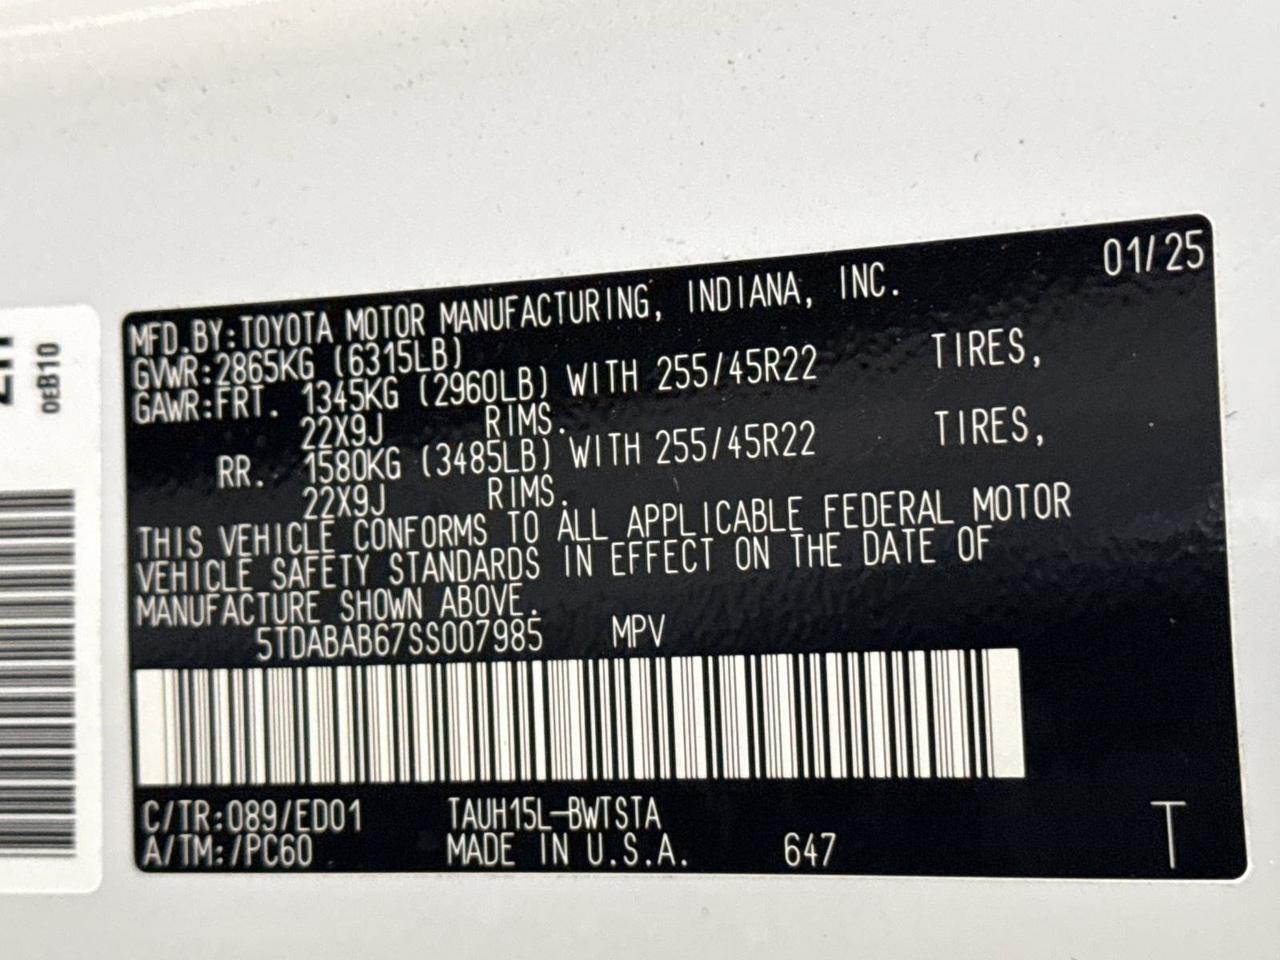 MFD.BY:TOYOTA MOTOR MANUFACTURING, INDIANA, INC. 01/25
GVWR:2865KG (6315LB)
GAWR:FRT. 1345KG (2960LB) WITH 255/45R22 TIRES,
22X9J RIMS.
RR. 1580KG (3485LB) WITH 255/45R22 TIRES,
22X9J RIMS.
THIS VEHICLE CONFORMS TO ALL APPLICABLE FEDERAL MOTOR
VEHICLE SAFETY STANDARDS IN EFFECT ON THE DATE OF
MANUFACTURE SHOWN ABOVE.
5TDABAB67SS007985 MPV
C/TR:089/ED01 TAUH15L-BWTSTA
A/TM:/PC60 MADE IN U.S.A. 647 T
0EB10